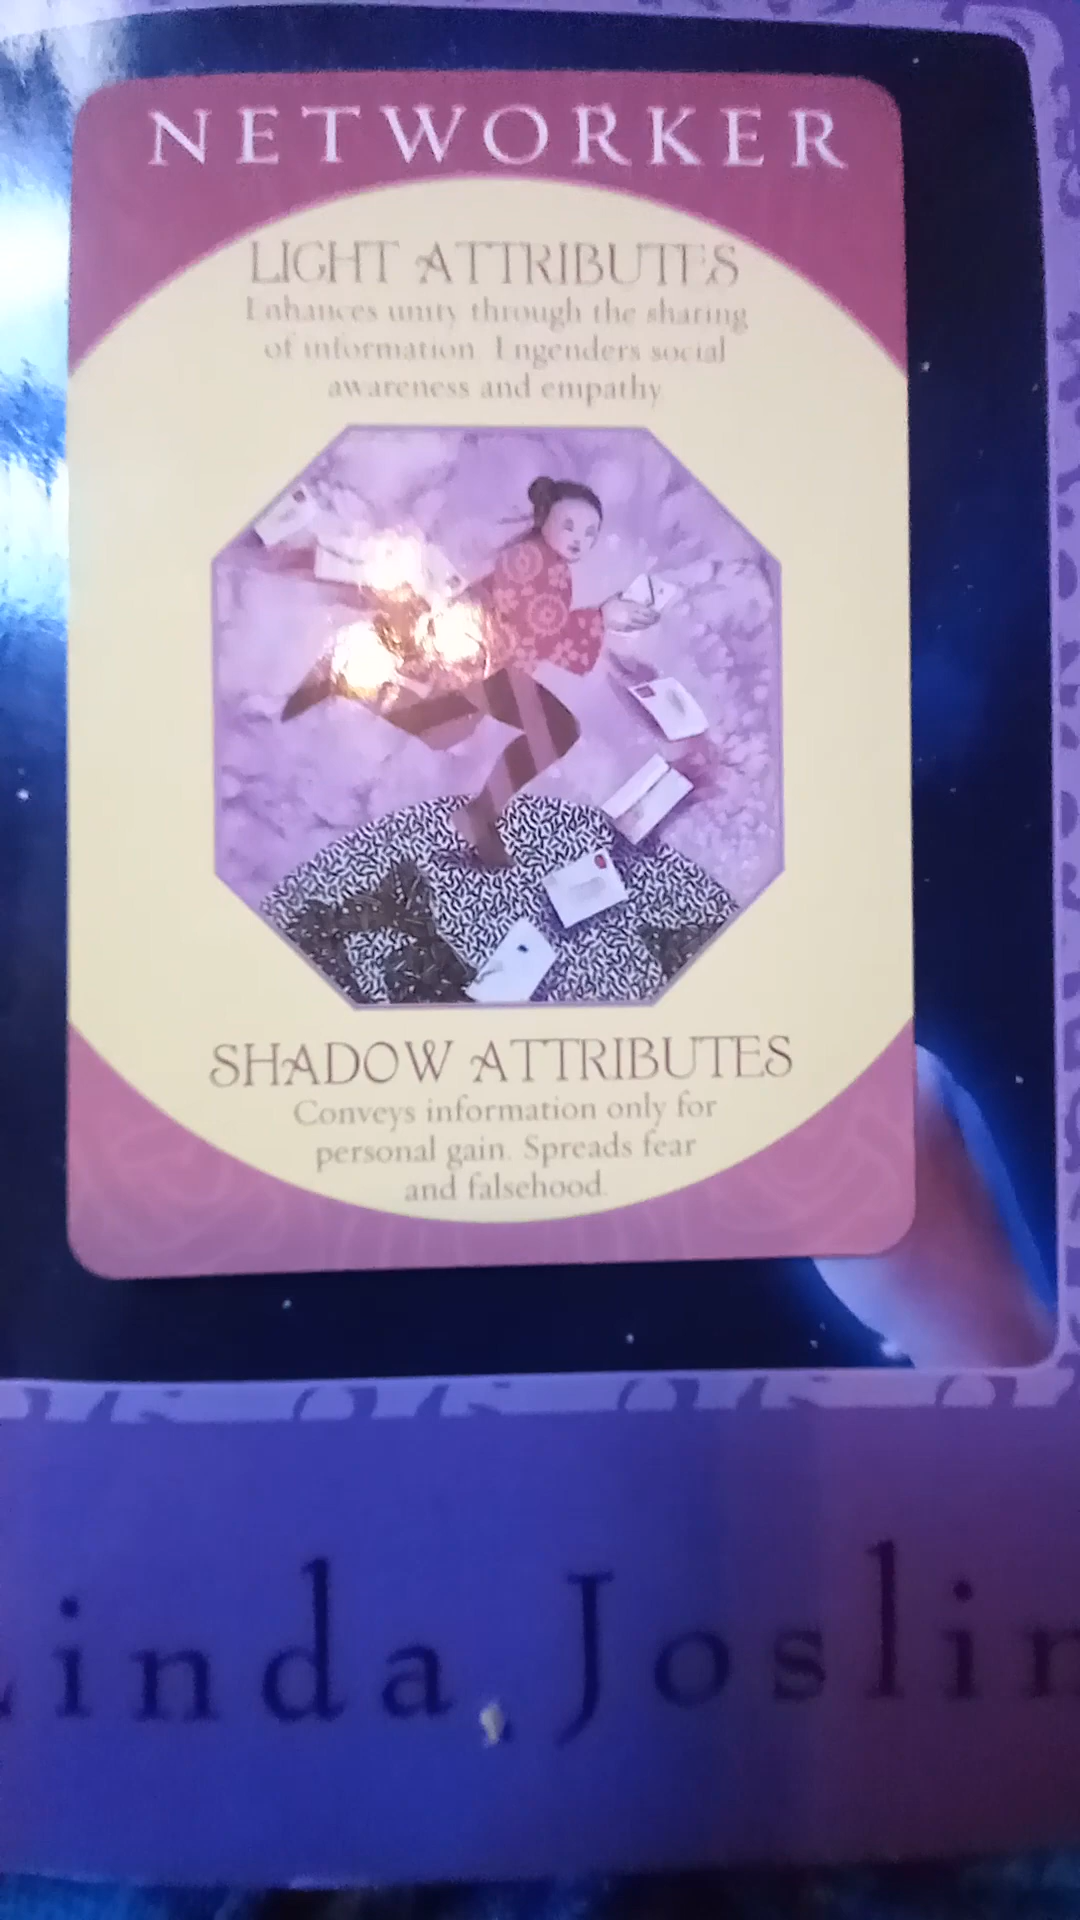 NETWORKER
LIGHT ATTRIBUTES
Enhances unity through the sharing
of information. Engenders social
awareness and empathy.
SHADOW ATTRIBUTES
Conveys information only for
personal gain. Spreads fear
and falsehood.
Linda Joslin